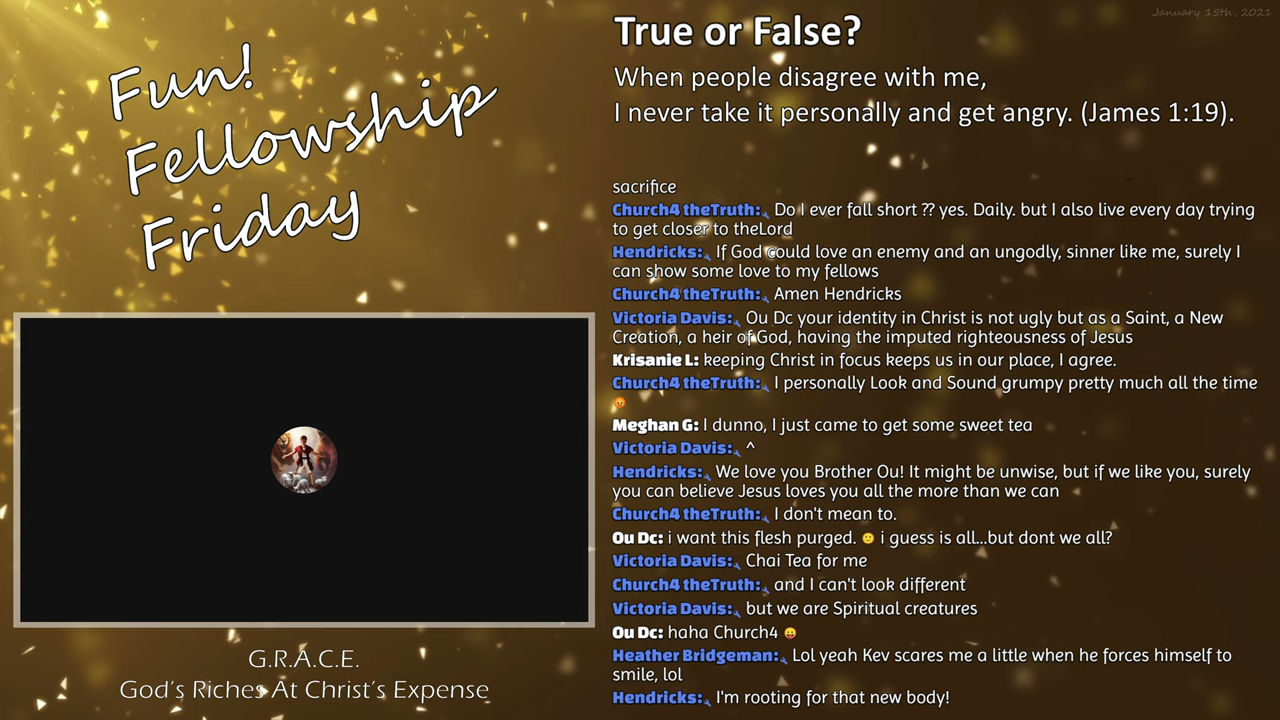 January 15th, 2021
Fun!
Fellowship
Friday
True or False?
When people disagree with me,
I never take it personally and get angry. (James 1:19).
sacrifice
Church4 theTruth: Do I ever fall short ?? yes. Daily. but I also live every day trying
to get closer to theLord
Hendricks: If God could love an enemy and an ungodly, sinner like me, surely I
can show some love to my fellows
Church4 theTruth: Amen Hendricks
Victoria Davis: Ou Dc your identity in Christ is not ugly but as a Saint, a New
Creation, a heir of God, having the imputed righteousness of Jesus
Krisanie L: keeping Christ in focus keeps us in our place, I agree.
Church4 theTruth: I personally Look and Sound grumpy pretty much all the time
😡
Meghan G: I dunno, I just came to get some sweet tea
Victoria Davis: ^
Hendricks: We love you Brother Ou! It might be unwise, but if we like you, surely
you can believe Jesus loves you all the more than we can
Church4 theTruth: I don't mean to.
Ou Dc: i want this flesh purged. 🙂 i guess is all...but dont we all?
Victoria Davis: Chai Tea for me
Church4 theTruth: and I can't look different
Victoria Davis: but we are Spiritual creatures
Ou Dc: haha Church4 😛
Heather Bridgeman: Lol yeah Kev scares me a little when he forces himself to
smile, lol
Hendricks: I'm rooting for that new body!
G.R.A.C.E.
God's Riches At Christ's Expense